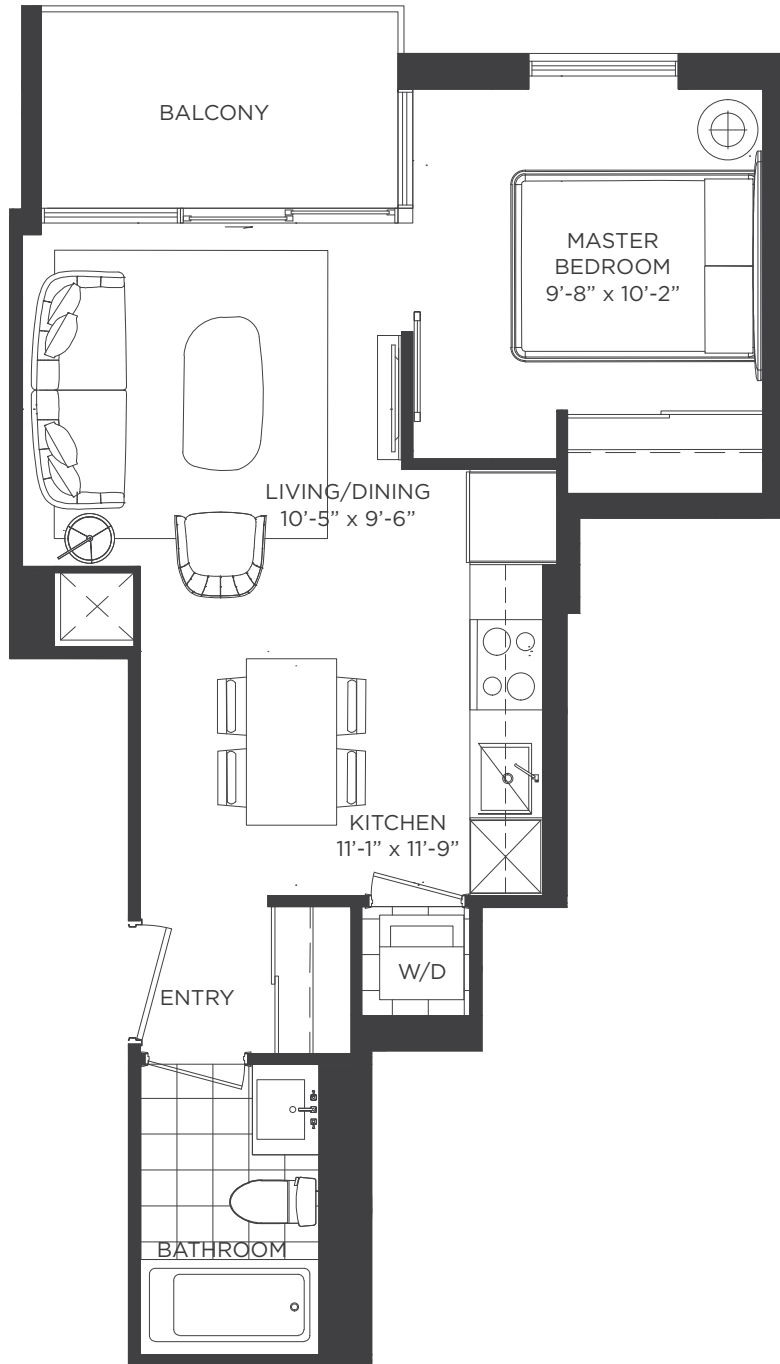 BALCONY
MASTER
BEDROOM
9’-8” x 10’-2”
LIVING/DINING
10’-5” x 9’-6”
KITCHEN
11’-1” x 11’-9”
W/D
ENTRY
BATHROOM